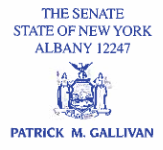 THE SENATE
STATE OF NEW YORK
ALBANY 12247
PATRICK M. GALLIVAN